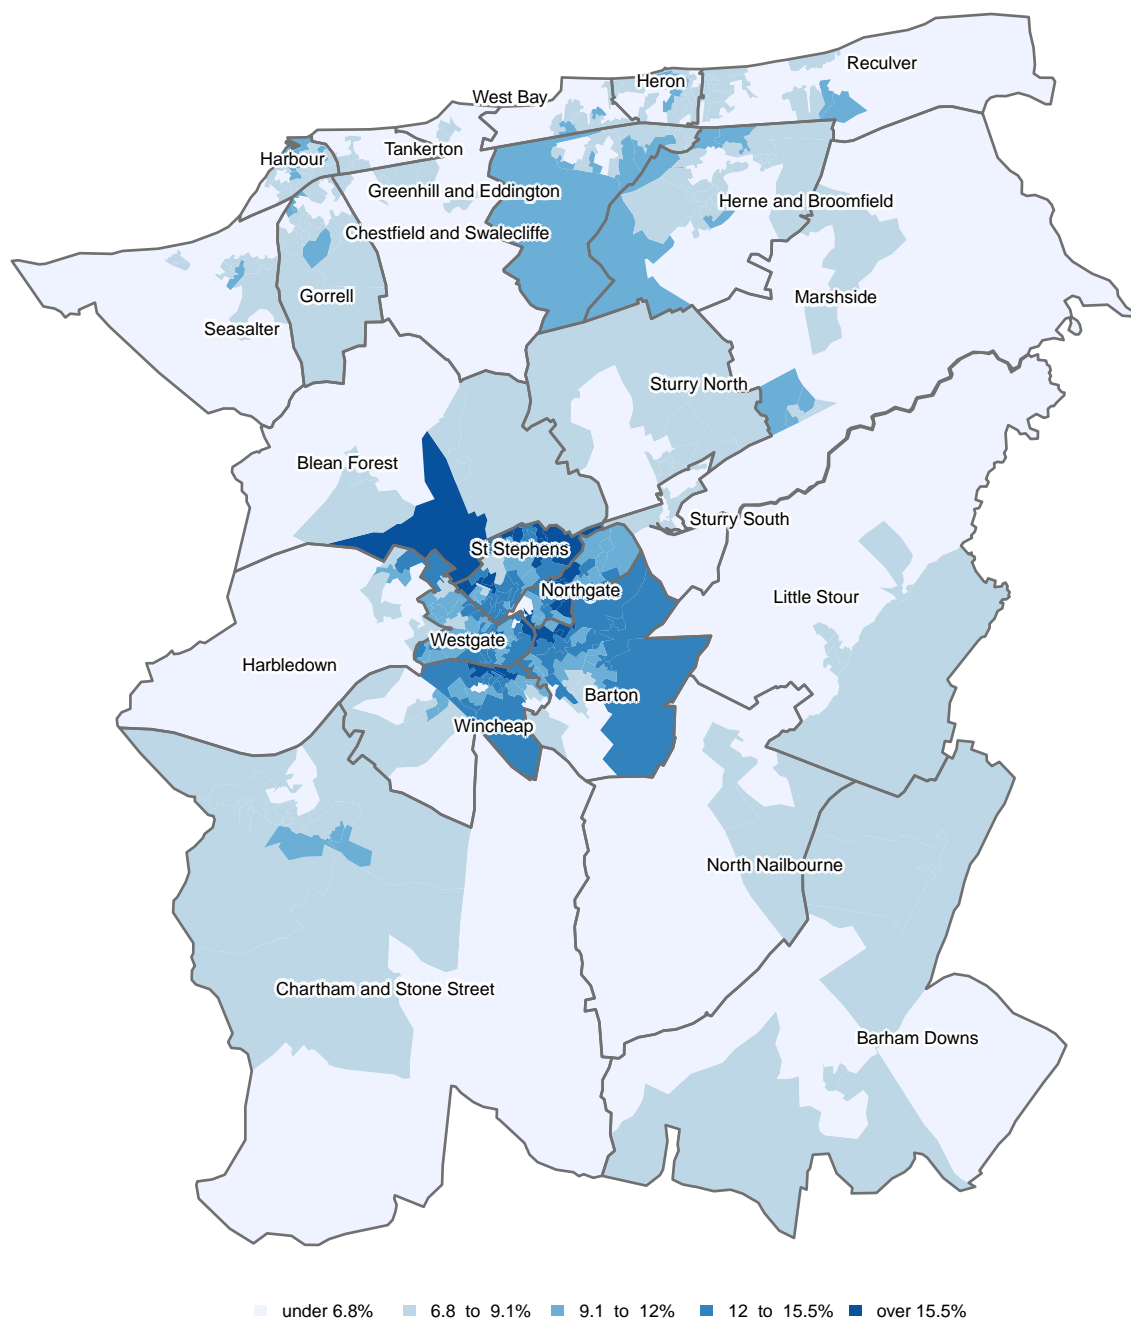 Reculver
Heron
West Bay
Tankerton
Harbour
Greenhill and Eddington
Herne and Broomfield
Chestfield and Swalecliffe
Gorrell
Marshside
Seasalter
Sturry North
Blean Forest
Sturry South
St Stephens
Northgate
Little Stour
Westgate
Harbledown
Barton
Wincheap
North Nailbourne
Chartham and Stone Street
Barham Downs
under 6.8% 6.8 to 9.1% 9.1 to 12% 12 to 15.5% over 15.5%